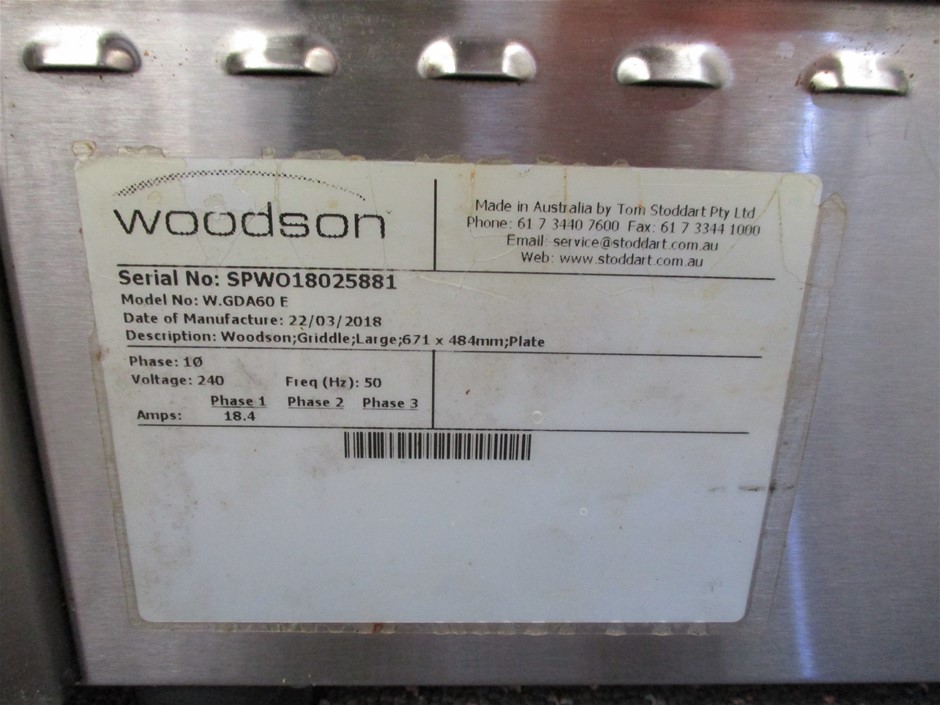 woodson
Made in Australia by Tom Stoddart Pty Ltd
Phone: 61 7 3440 7600 Fax: 61 7 3344 1000
Email: service@stoddart.com.au
Web: www.stoddart.com.au
Serial No: SPWO18025881
Model No: W.GDA60 E
Date of Manufacture: 22/03/2018
Description: Woodson;Griddle;Large;671 x 484mm;Plate
Phase: 1Ø
Voltage: 240 Freq (Hz): 50
Phase 1 Phase 2 Phase 3
Amps: 18.4